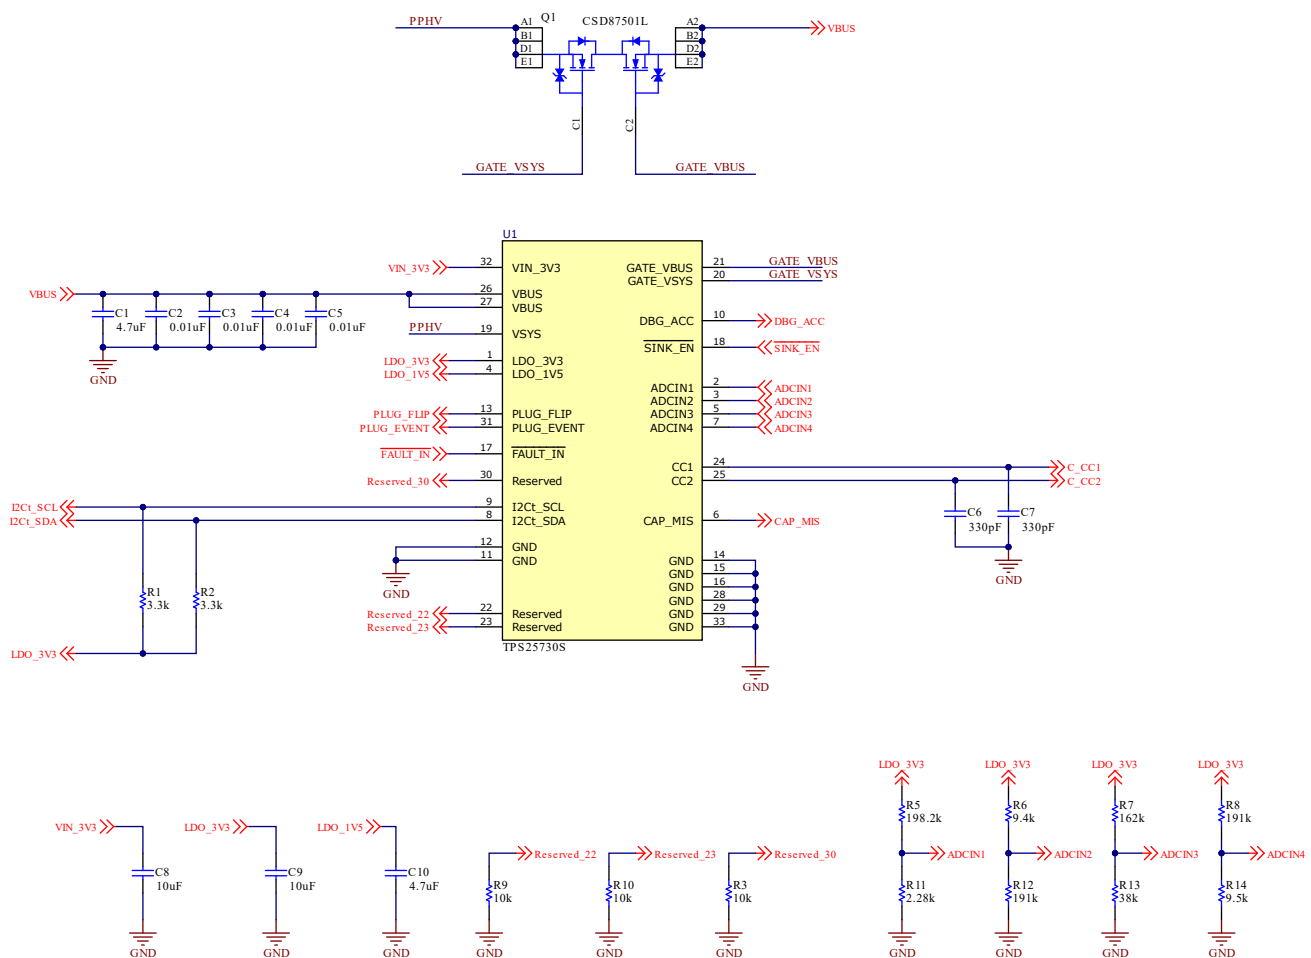 PPHV
A1
B1
D1
E1
Q1
CSD87501L
A2
B2
D2
E2
VBUS
C1
C2
GATE_VSYS
GATE_VBUS
U1
VIN_3V3
32
VIN_3V3
GATE_VBUS
21
GATE_VBUS
GATE_VSYS
20
GATE_VSYS
VBUS
26
VBUS
27
VBUS
C1
4.7uF
C2
0.01uF
C3
0.01uF
C4
0.01uF
C5
0.01uF
GND
DBG_ACC
10
DBG_ACC
PPHV
19
VSYS
SINK_EN
18
SINK_EN
LDO_3V3
1
LDO_3V3
LDO_1V5
4
LDO_1V5
ADCIN1
2
ADCIN1
ADCIN2
3
ADCIN2
ADCIN3
5
ADCIN3
ADCIN4
7
ADCIN4
PLUG_FLIP
13
PLUG_FLIP
PLUG_EVENT
31
PLUG_EVENT
FAULT_IN
17
FAULT_IN
CC1
24
C_CC1
CC2
25
C_CC2
Reserved_30
30
Reserved
I2Ct_SCL
9
I2Ct_SCL
I2Ct_SDA
8
I2Ct_SDA
CAP_MIS
6
CAP_MIS
C6
330pF
C7
330pF
GND
12
GND
11
GND
GND
GND
14
GND
15
GND
16
GND
28
GND
29
GND
33
R1
3.3k
R2
3.3k
Reserved_22
22
Reserved
Reserved_23
23
Reserved
TPS25730S
LDO_3V3
GND
LDO_3V3
LDO_3V3
LDO_3V3
LDO_3V3
R5
198.2k
R6
9.4k
R7
162k
R8
191k
VIN_3V3
LDO_3V3
LDO_1V5
Reserved_22
Reserved_23
Reserved_30
ADCIN1
ADCIN2
ADCIN3
ADCIN4
C8
10uF
C9
10uF
C10
4.7uF
R9
10k
R10
10k
R3
10k
R11
2.28k
R12
191k
R13
38k
R14
9.5k
GND
GND
GND
GND
GND
GND
GND
GND
GND
GND